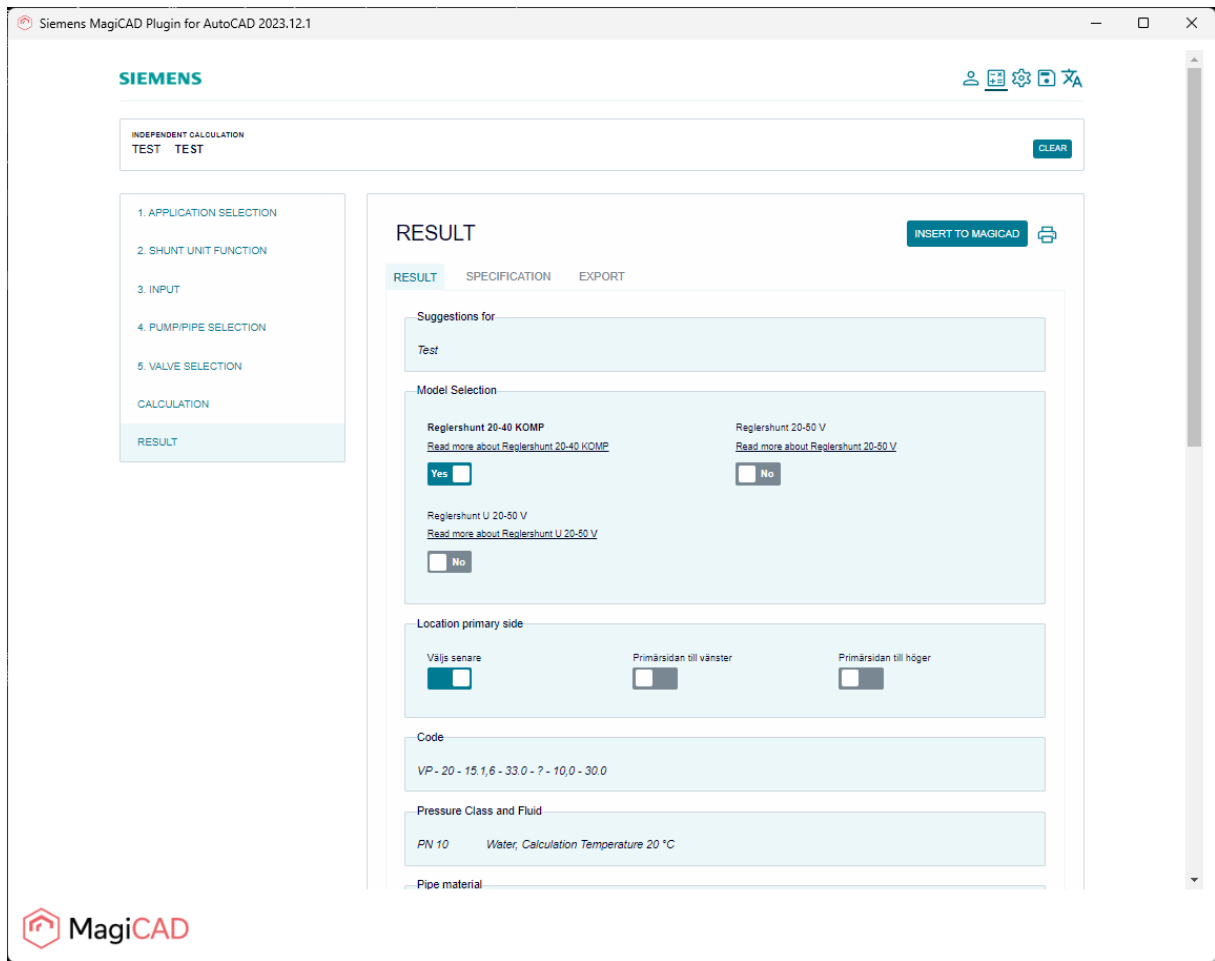 Siemens MagiCAD Plugin for AutoCAD 2023.12.1
SIEMENS
INDEPENDENT CALCULATION
TEST TEST
CLEAR
1. APPLICATION SELECTION
2. SHUNT UNIT FUNCTION
3. INPUT
4. PUMP/PIPE SELECTION
5. VALVE SELECTION
CALCULATION
RESULT
RESULT
INSERT TO MAGICAD
RESULT SPECIFICATION EXPORT
Suggestions for
Test
Model Selection
Reglershunt 20-40 KOMP
Read more about Reglershunt 20-40 KOMP
Yes
Reglershunt 20-50 V
Read more about Reglershunt 20-50 V
No
Reglershunt U 20-50 V
Read more about Reglershunt U 20-50 V
No
Location primary side
Väljs senare
Primärsidan till vänster
Primärsidan till höger
Code
VP - 20 - 15.1,6 - 33.0 - ? - 10,0 - 30.0
Pressure Class and Fluid
PN 10 Water, Calculation Temperature 20 °C
Pipe material
MagiCAD